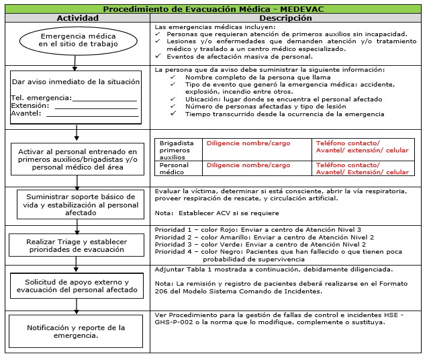 Procedimiento de Evacuación Médica - MEDEVAC
Actividad
Descripción
Emergencia médica
en el sitio de trabajo
Las emergencias médicas incluyen:
✓ Personas que requieran atención de primeros auxilios sin incapacidad.
✓ Lesiones y/o enfermedades que demanden atención y/o tratamiento
médico y traslado a un centro médico especializado.
✓ Eventos de afectación masiva de personal.
Dar aviso inmediato de la situación
Tel. emergencia:
Extensión:
Avantel:
La persona que da aviso debe suministrar la siguiente información:
✓ Nombre completo de la persona que llama
✓ Tipo de evento que generó la emergencia médica: accidente,
explosión, incendio entre otros.
✓ Ubicación: lugar donde se encuentra el personal afectado
✓ Número de personas afectadas y tipo de lesión
✓ Tiempo transcurrido desde la ocurrencia de la emergencia
Activar al personal entrenado en
primeros auxilios/brigadistas y/o
personal médico del área
Brigadista
primeros
auxilios
Diligencie nombre/cargo
Teléfono contacto/
Avantel/ extensión/ celular
Personal
médico
Diligencie nombre/cargo
Teléfono contacto/
Avantel/ extensión/ celular
Suministrar soporte básico de
vida y estabilización al personal
afectado
Evaluar la víctima, determinar si está consciente, abrir la vía respiratoria,
proveer respiración de rescate, y circulación artificial.
Nota: Establecer ACV si se requiere
Realizar Triage y establecer
prioridades de evacuación
Prioridad 1 – color Rojo: Enviar a centro de Atención Nivel 3
Prioridad 2 – color Amarillo: Enviar a centro de Atención Nivel 2
Prioridad 3 – color Verde: Enviar a centro de Atención Nivel 2
Prioridad 4 – color Negro: Pacientes que han fallecido o que tienen poca
probabilidad de supervivencia
Solicitud de apoyo externo y
evacuación del personal afectado
Adjuntar Tabla 1 mostrada a continuación, debidamente diligenciada.
Nota: La remisión y registro de pacientes deberá realizarse en el Formato
206 del Modelo Sistema Comando de Incidentes.
Notificación y reporte de la
emergencia.
Ver Procedimiento para la gestión de fallas de control e incidentes HSE -
GHS-P-002 o la norma que lo modifique, complemente o sustituya.